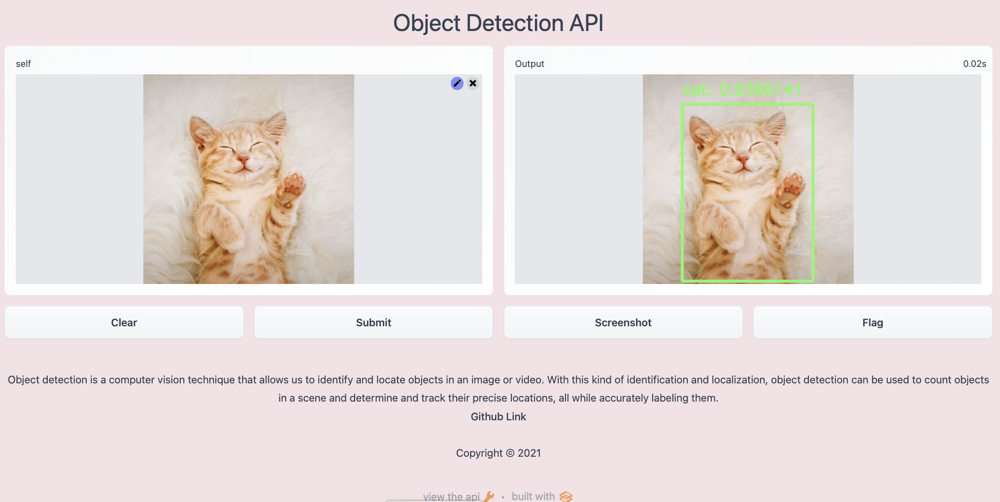 Object Detection API
self
Output
0.02s
cat: 0.9366141
Clear
Submit
Screenshot
Flag
Object detection is a computer vision technique that allows us to identify and locate objects in an image or video. With this kind of identification and localization, object detection can be used to count objects
in a scene and determine and track their precise locations, all while accurately labeling them.
Github Link
Copyright © 2021
view the api • built with